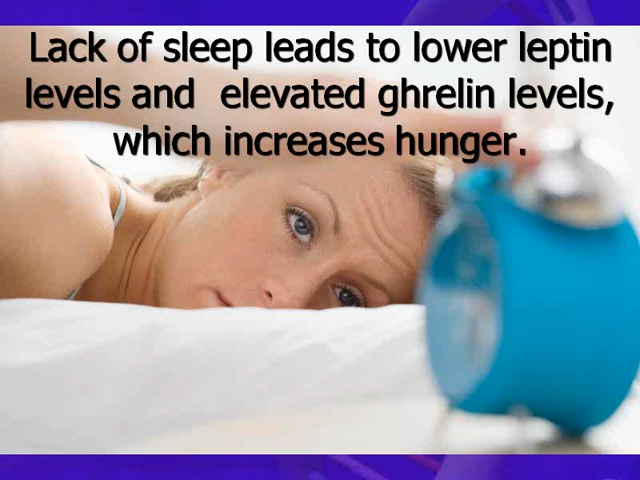 Lack of sleep leads to lower leptin
levels and  elevated ghrelin levels,
which increases hunger.